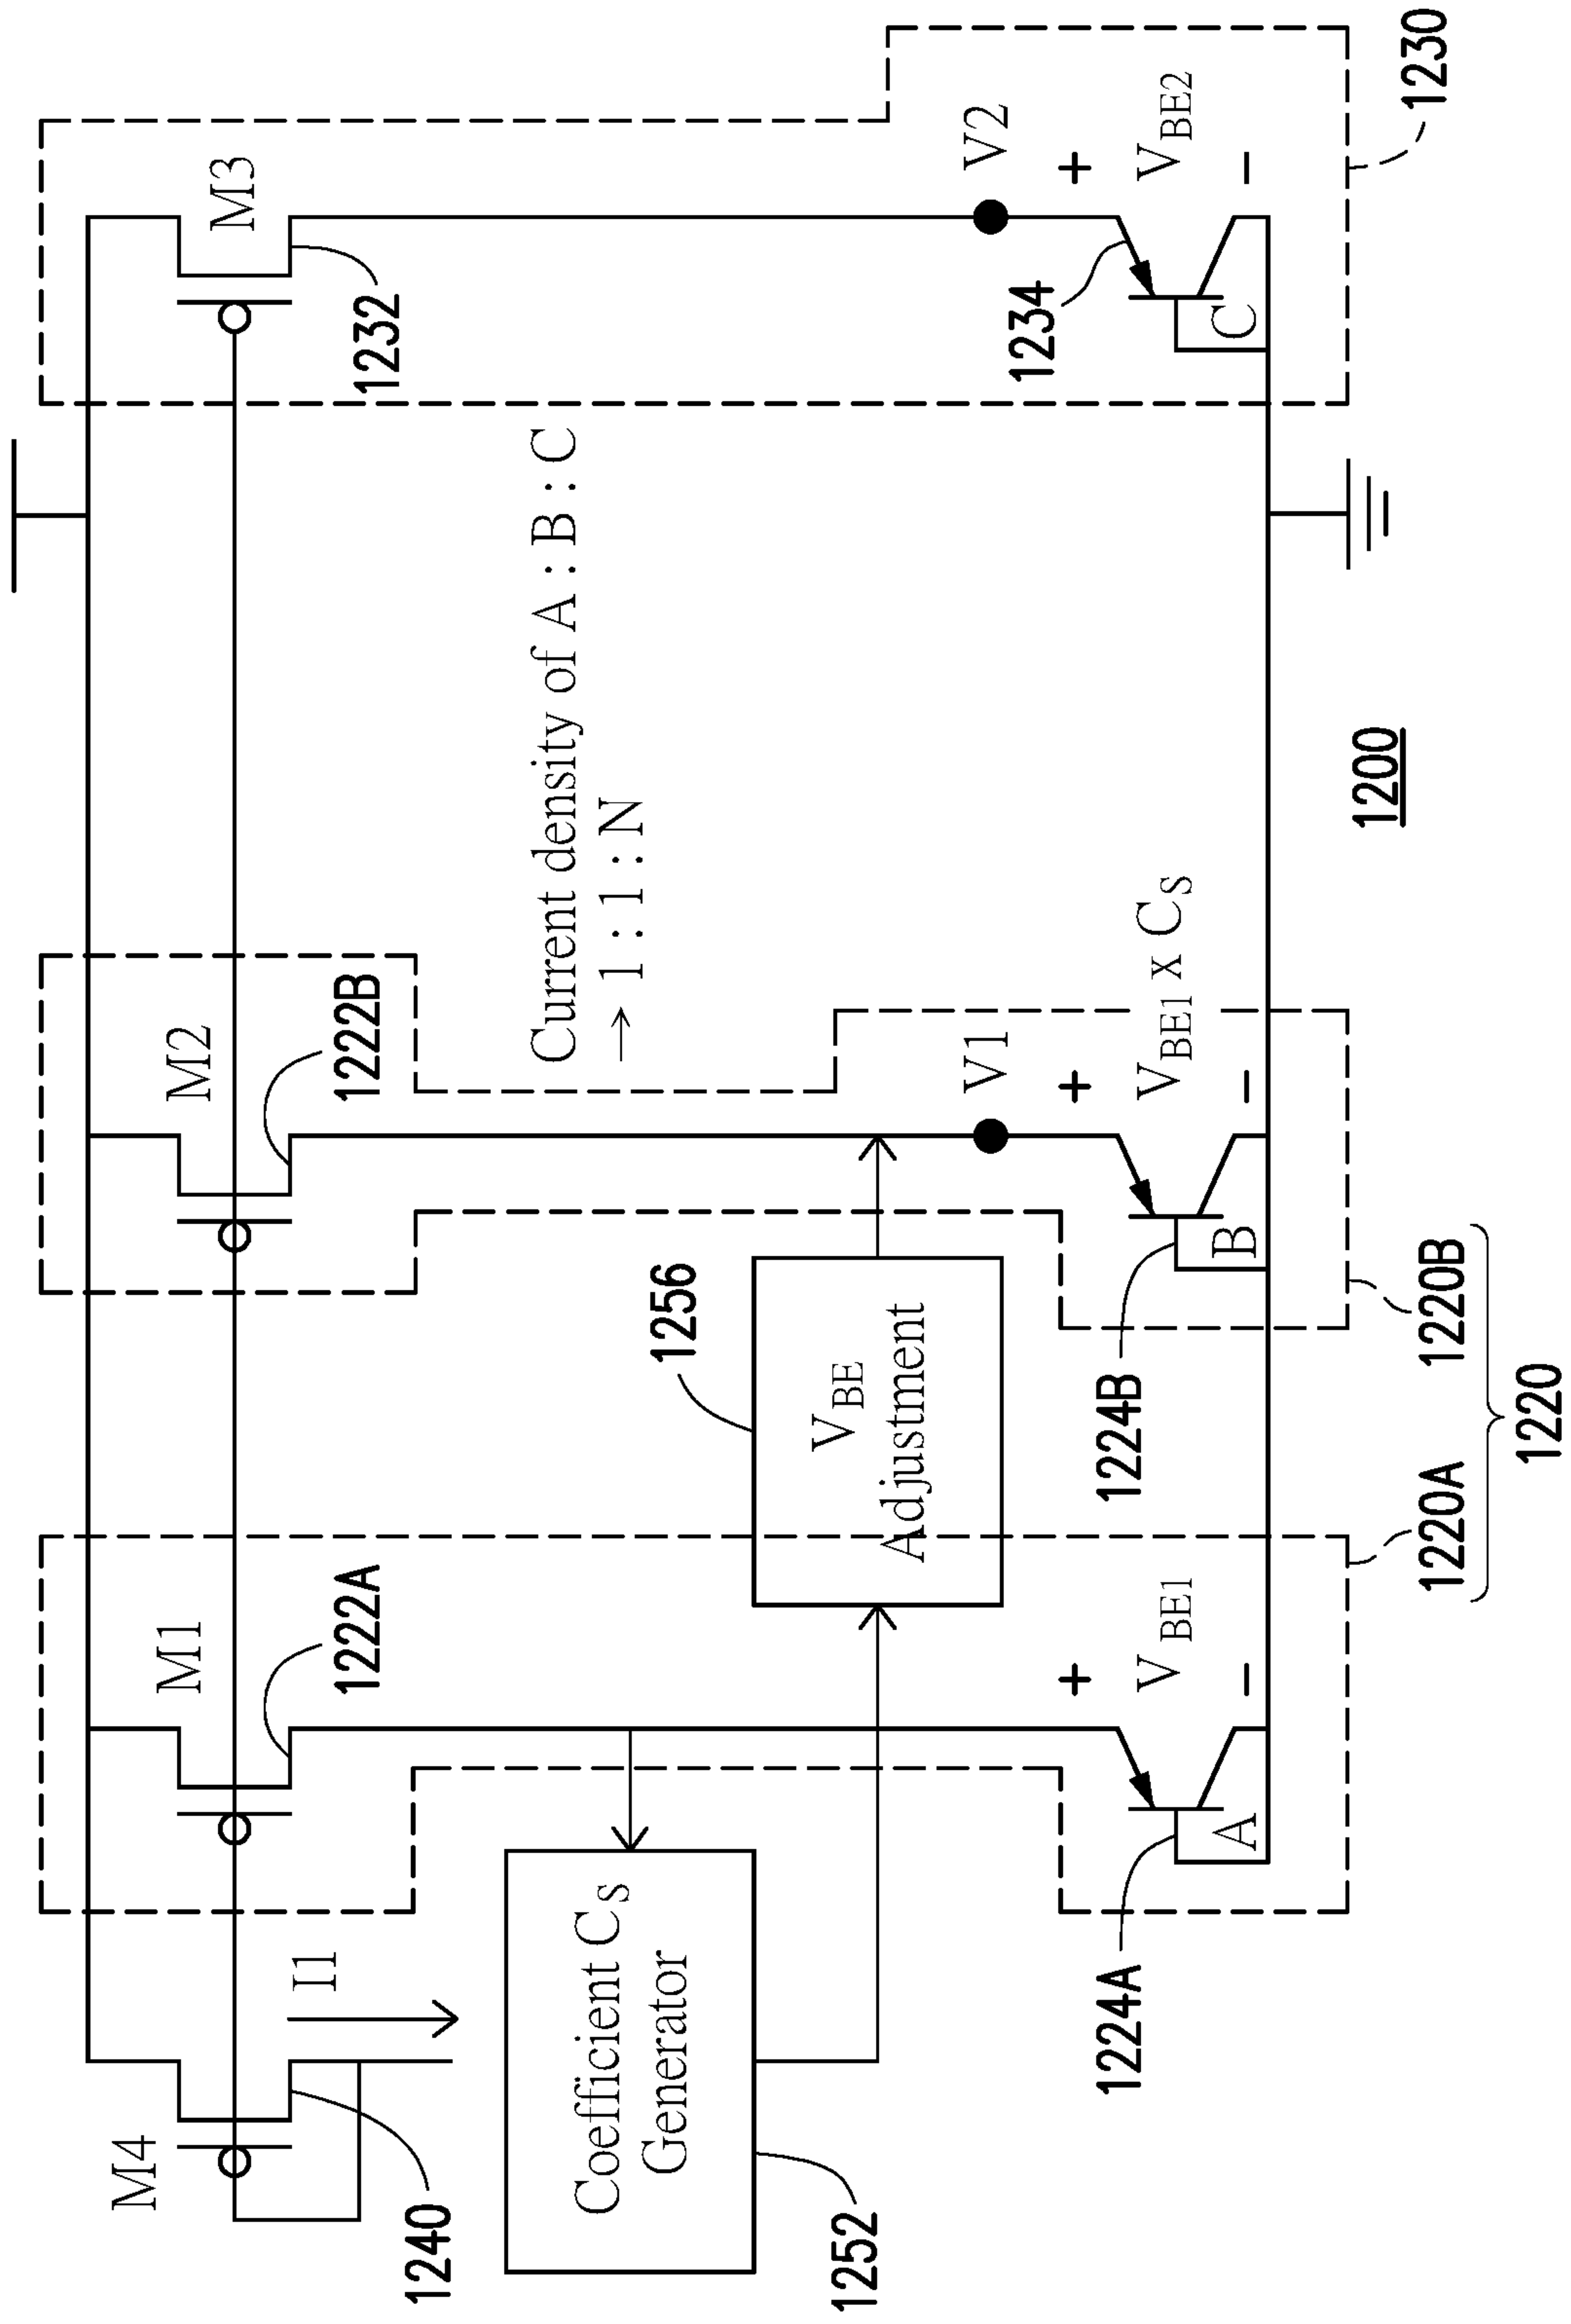 M4
M1
M2
M3
I1
1240
1222A
1222B
1232
Coefficient CS
Generator
1252
VBE
Adjustment
1256
Current density of A : B : C
→ 1 : 1 : N
V1
V2
1224A
1224B
1234
+
VBE1
−
+
VBE1 x CS
−
+
VBE2
−
A
B
C
1220A
1220B
1220
1200
1230